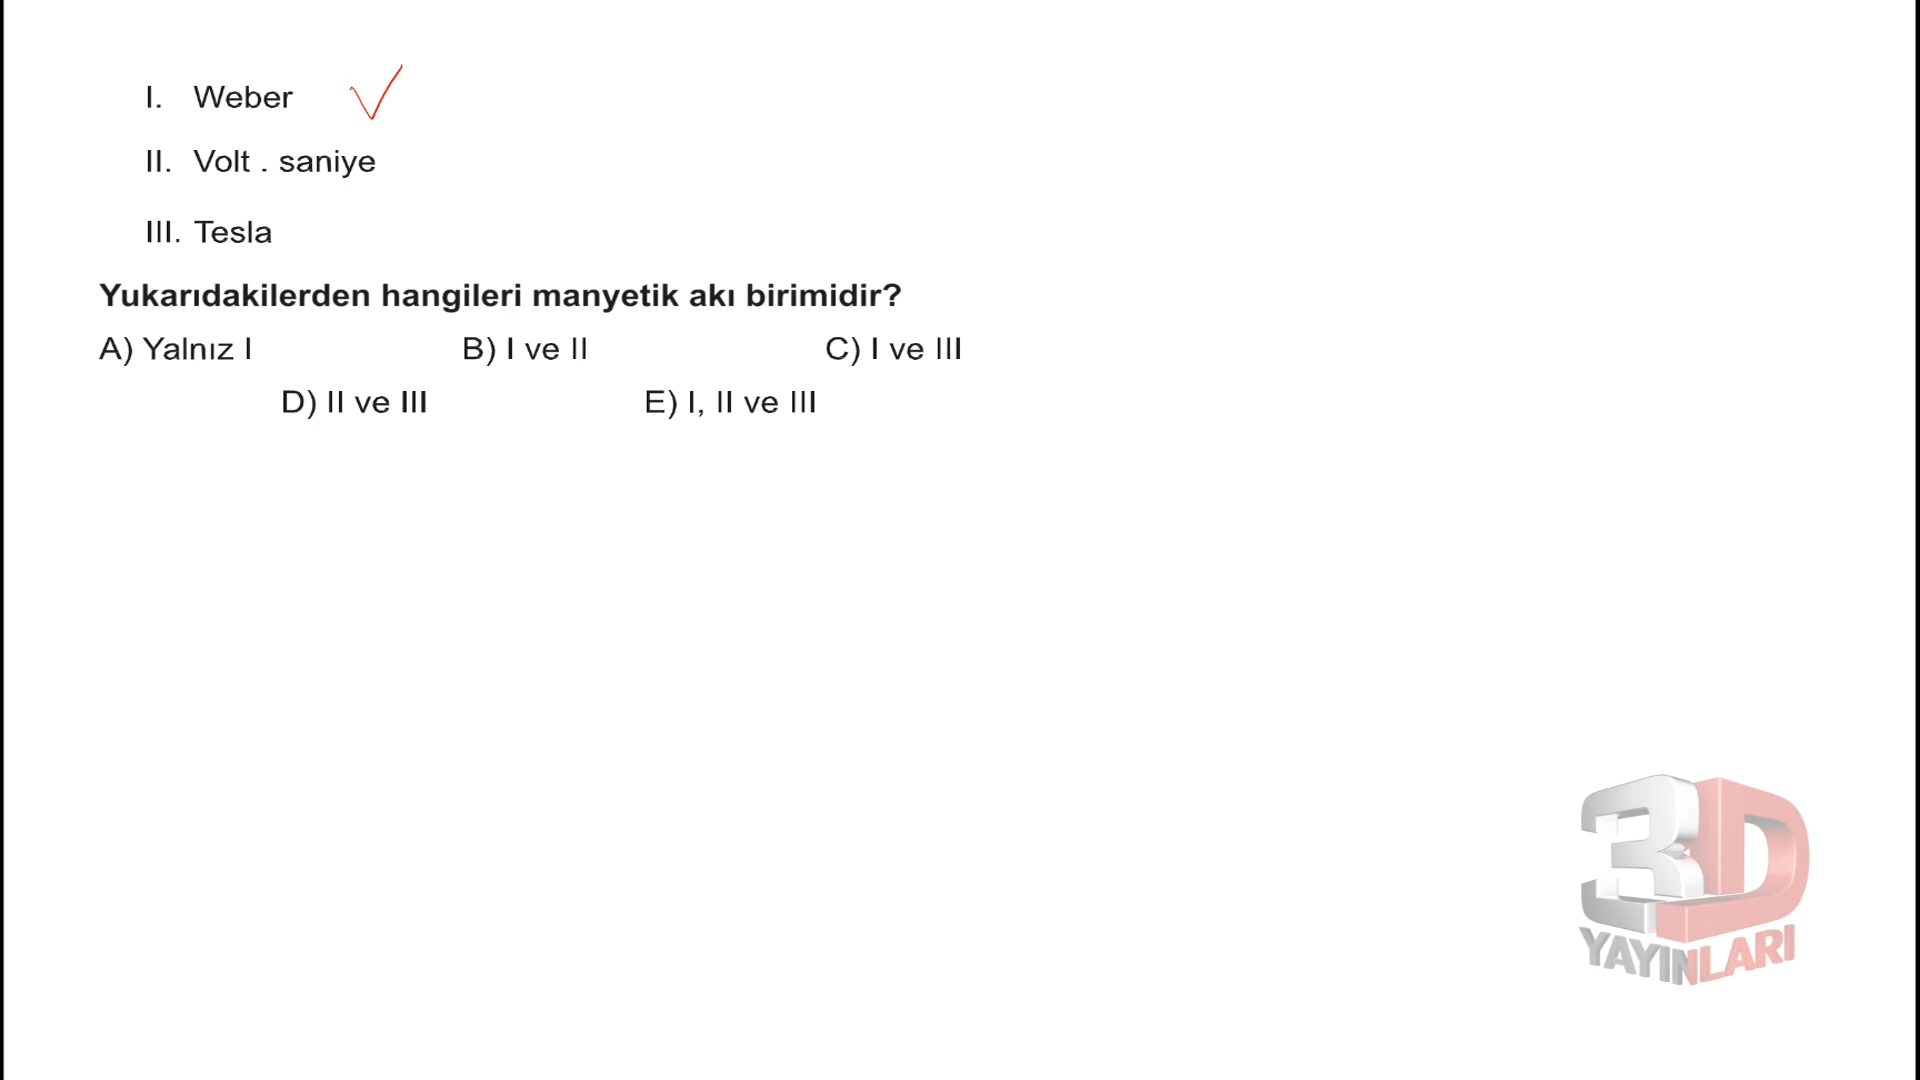 I. Weber
II. Volt . saniye
III. Tesla
Yukarıdakilerden hangileri manyetik akı birimidir?
A) Yalnız I B) I ve II C) I ve III
D) II ve III E) I, II ve III
3D
YAYINLARI